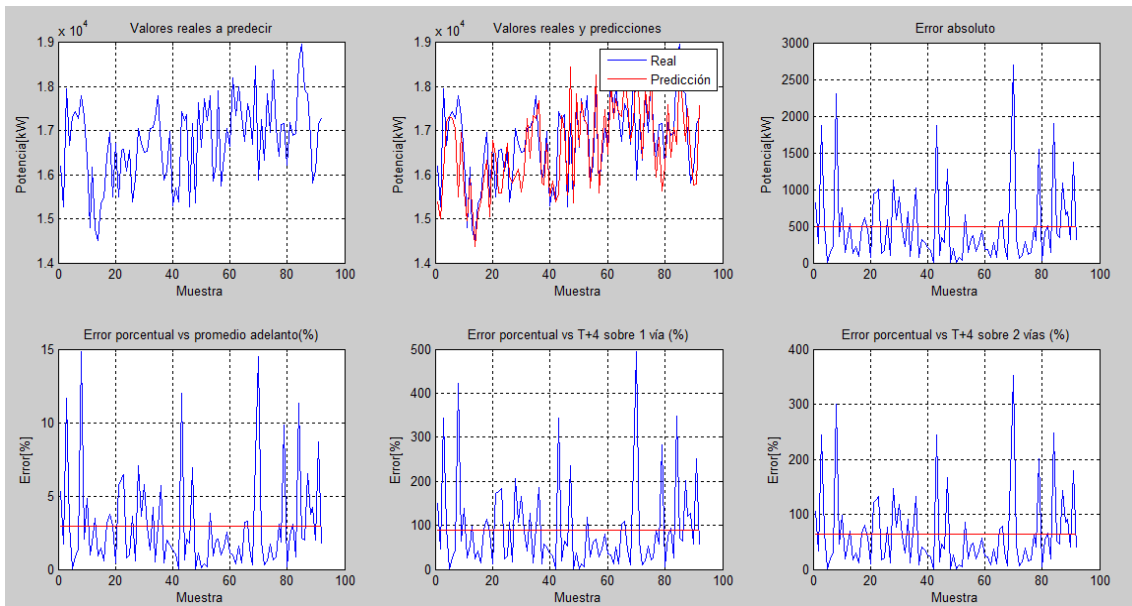 Valores reales a predecir
x 10^4
1.9
1.8
1.7
1.6
1.5
1.4
Potencia[kW]
0 20 40 60 80 100
Muestra
Valores reales y predicciones
x 10^4
1.9
1.8
1.7
1.6
1.5
1.4
Potencia[kW]
Real
Predicción
0 20 40 60 80 100
Muestra
Error absoluto
3000
2500
2000
1500
1000
500
0
Potencia[kW]
0 20 40 60 80 100
Muestra
Error porcentual vs promedio adelanto(%)
15
10
5
0
Error[%]
0 20 40 60 80 100
Muestra
Error porcentual vs T+4 sobre 1 vía (%)
500
400
300
200
100
0
Error[%]
0 20 40 60 80 100
Muestra
Error porcentual vs T+4 sobre 2 vías (%)
400
300
200
100
0
Error[%]
0 20 40 60 80 100
Muestra